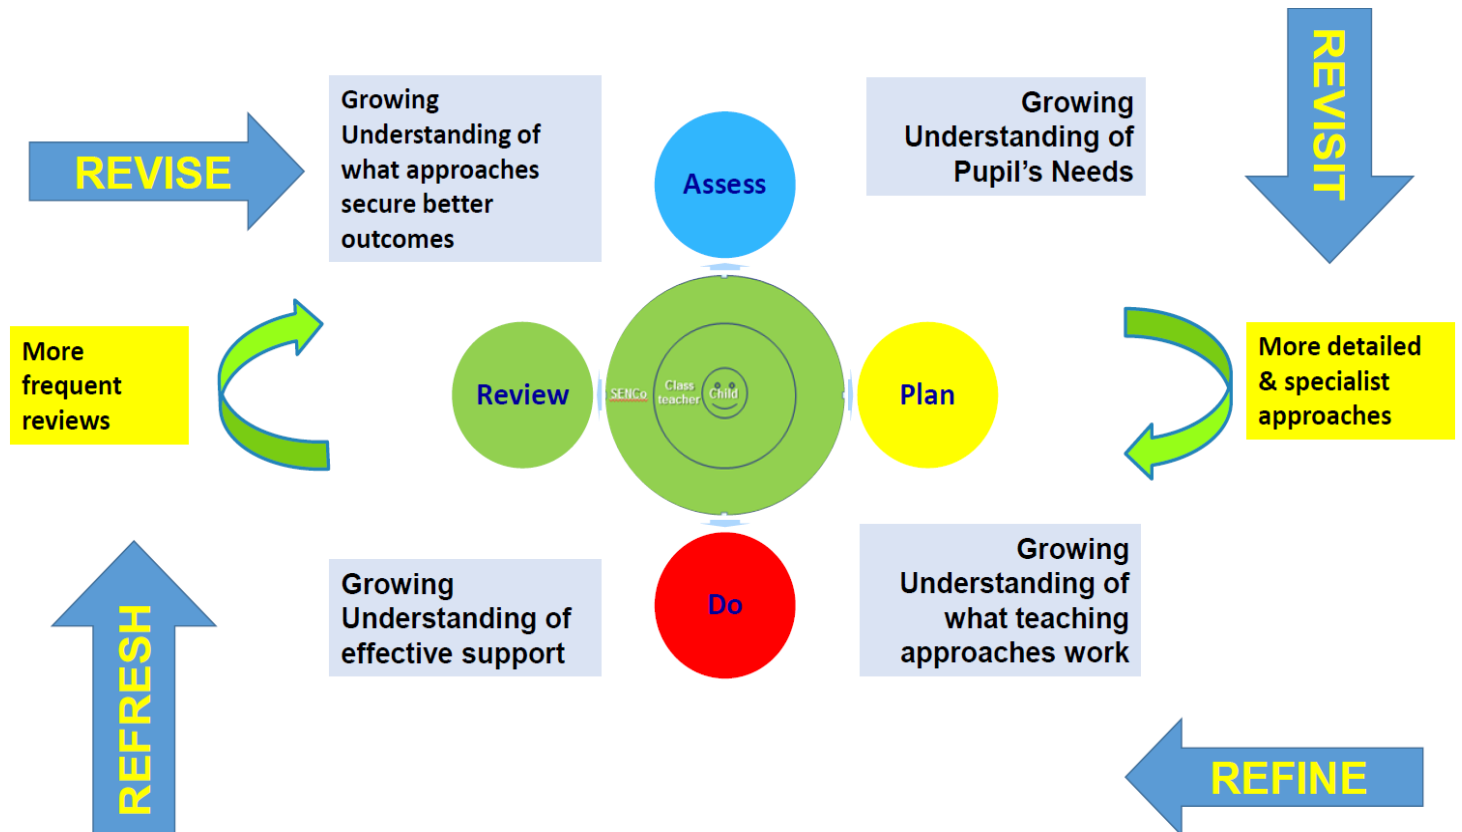 REVISE
Growing
Understanding of
what approaches
secure better
outcomes
Assess
Growing
Understanding of
Pupil's Needs
REVISIT
More
frequent
reviews
Review
SENCo
Class
teacher
Child
Plan
More detailed
& specialist
approaches
REFRESH
Growing
Understanding of
effective support
Do
Growing
Understanding of
what teaching
approaches work
REFINE